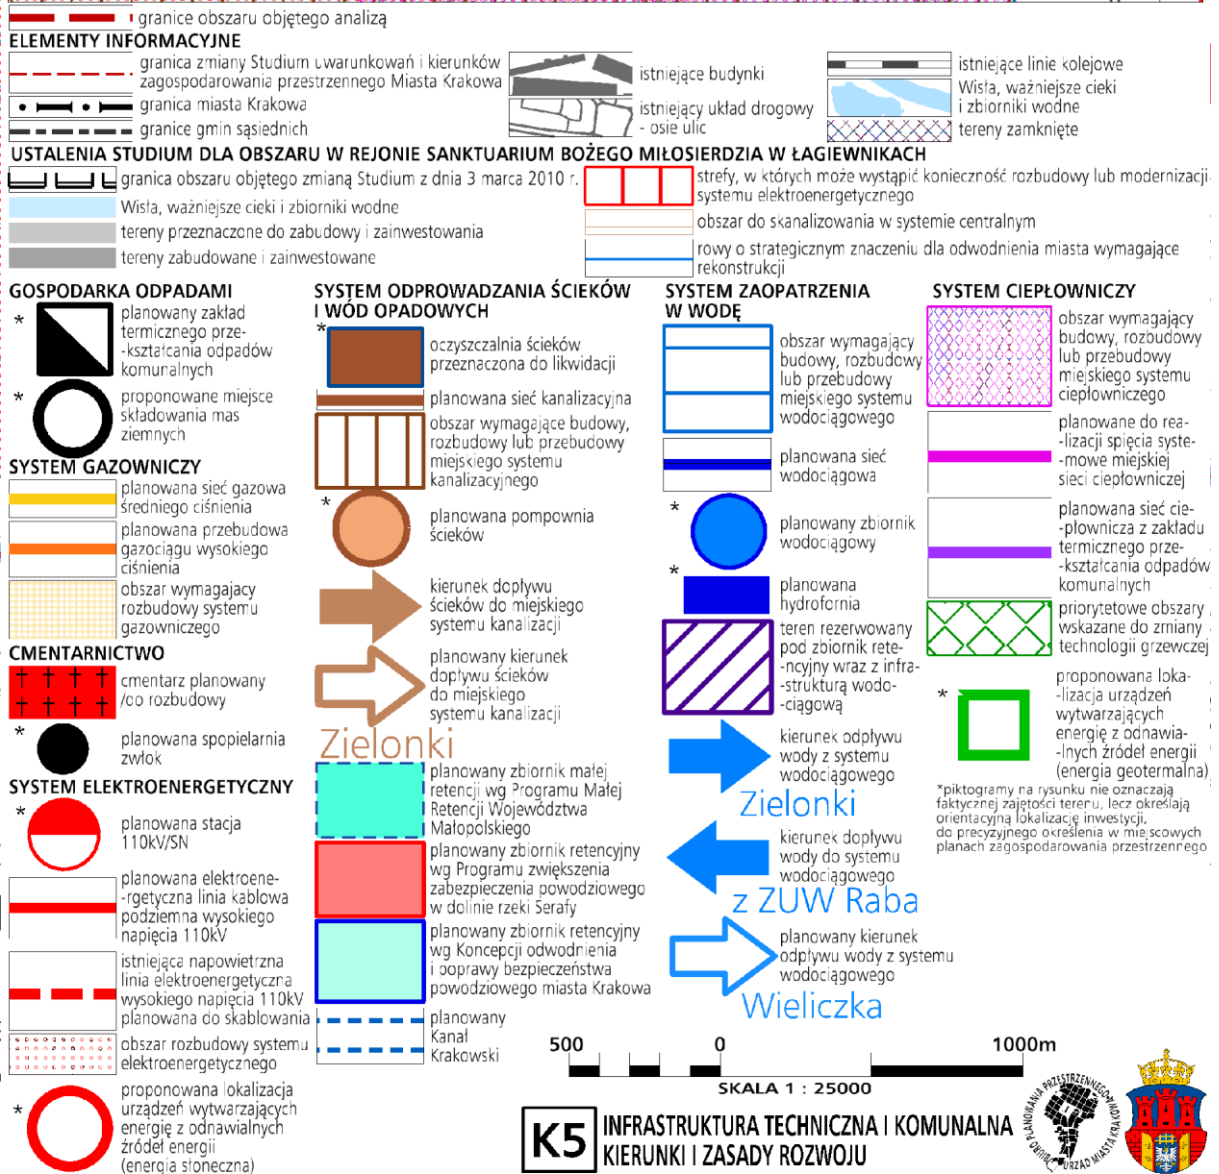 granice obszaru objętego analizą
ELEMENTY INFORMACYJNE
granica zmiany Studium uwarunkowań i kierunków
zagospodarowania przestrzennego Miasta Krakowa
granica miasta Krakowa
granice gmin sąsiednich
istniejące budynki
istniejący układ drogowy
- osie ulic
istniejące linie kolejowe
Wisła, ważniejsze cieki
i zbiorniki wodne
tereny zamknięte
USTALENIA STUDIUM DLA OBSZARU W REJONIE SANKTUARIUM BOŻEGO MIŁOSIERDZIA W ŁAGIEWNIKACH
granica obszaru objętego zmianą Studium z dnia 3 marca 2010 r.
Wisła, ważniejsze cieki i zbiorniki wodne
tereny przeznaczone do zabudowy i zainwestowania
tereny zabudowane i zainwestowane
strefy, w których może wystąpić konieczność rozbudowy lub modernizacji
systemu elektroenergetycznego
obszar do skanalizowania w systemie centralnym
rowy o strategicznym znaczeniu dla odwodnienia miasta wymagające
rekonstrukcji
GOSPODARKA ODPADAMI
*
planowany zakład
termicznego prze-
-kształcania odpadów
komunalnych
*
proponowane miejsce
składowania mas
ziemnych
SYSTEM GAZOWNICZY
planowana sieć gazowa
średniego ciśnienia
planowana przebudowa
gazociągu wysokiego
ciśnienia
obszar wymagajacy
rozbudowy systemu
gazowniczego
CMENTARNICTWO
cmentarz planowany
/do rozbudowy
*
planowana spopielarnia
zwłok
SYSTEM ELEKTROENERGETYCZNY
*
planowana stacja
110kV/SN
planowana elektroene-
-rgetyczna linia kablowa
podziemna wysokiego
napięcia 110kV
istniejąca napowietrzna
linia elektroenergetyczna
wysokiego napięcia 110kV
planowana do skablowania
obszar rozbudowy systemu
elektroenergetycznego
*
proponowana lokalizacja
urządzeń wytwarzających
energię z odnawialnych
źródeł energii
(energia słoneczna)
SYSTEM ODPROWADZANIA ŚCIEKÓW
I WÓD OPADOWYCH
*
oczyszczalnia ścieków
przeznaczona do likwidacji
planowana sieć kanalizacyjna
obszar wymagające budowy,
rozbudowy lub przebudowy
miejskiego systemu
kanalizacyjnego
*
planowana pompownia
ścieków
kierunek dopływu
ścieków do miejskiego
systemu kanalizacji
planowany kierunek
dopływu ścieków
do miejskiego
systemu kanalizacji
Zielonki
planowany zbiornik małej
retencji wg Programu Małej
Retencji Województwa
Małopolskiego
planowany zbiornik retencyjny
wg Programu zwiększenia
zabezpieczenia powodziowego
w dolinie rzeki Serafy
planowany zbiornik retencyjny
wg Koncepcji odwodnienia
i poprawy bezpieczeństwa
powodziowego miasta Krakowa
planowany
Kanał
Krakowski
SYSTEM ZAOPATRZENIA
W WODĘ
obszar wymagający
budowy, rozbudowy
lub przebudowy
miejskiego systemu
wodociągowego
planowana sieć
wodociągowa
*
planowany zbiornik
wodociągowy
*
planowana
hydrofornia
teren rezerwowany
pod zbiornik rete-
-ncyjny wraz z infra-
-strukturą wodo-
-ciągową
kierunek odpływu
wody z systemu
wodociągowego
Zielonki
kierunek dopływu
wody do systemu
wodociągowego
z ZUW Raba
planowany kierunek
odpływu wody z systemu
wodociągowego
Wieliczka
SYSTEM CIEPŁOWNICZY
obszar wymagający
budowy, rozbudowy
lub przebudowy
miejskiego systemu
ciepłowniczego
planowane do rea-
-lizacji spięcia syste-
-mowe miejskiej
sieci ciepłowniczej
planowana sieć cie-
-płownicza z zakładu
termicznego prze-
-kształcania odpadów
komunalnych
priorytetowe obszary
wskazane do zmiany
technologii grzewczej
*
proponowana loka-
-lizacja urządzeń
wytwarzających
energię z odnawia-
-lnych źródeł energii
(energia geotermalna)
*piktogramy na rysunku nie oznaczają
faktycznej zajętości terenu, lecz określają
orientacyjną lokalizację inwestycji,
do precyzyjnego określenia w miejscowych
planach zagospodarowania przestrzennego
500 0 1000m
SKALA 1 : 25000
K5
INFRASTRUKTURA TECHNICZNA I KOMUNALNA
KIERUNKI I ZASADY ROZWOJU
BIURO PLANOWANIA PRZESTRZENNEGO
URZĄD MIASTA KRAKOWA